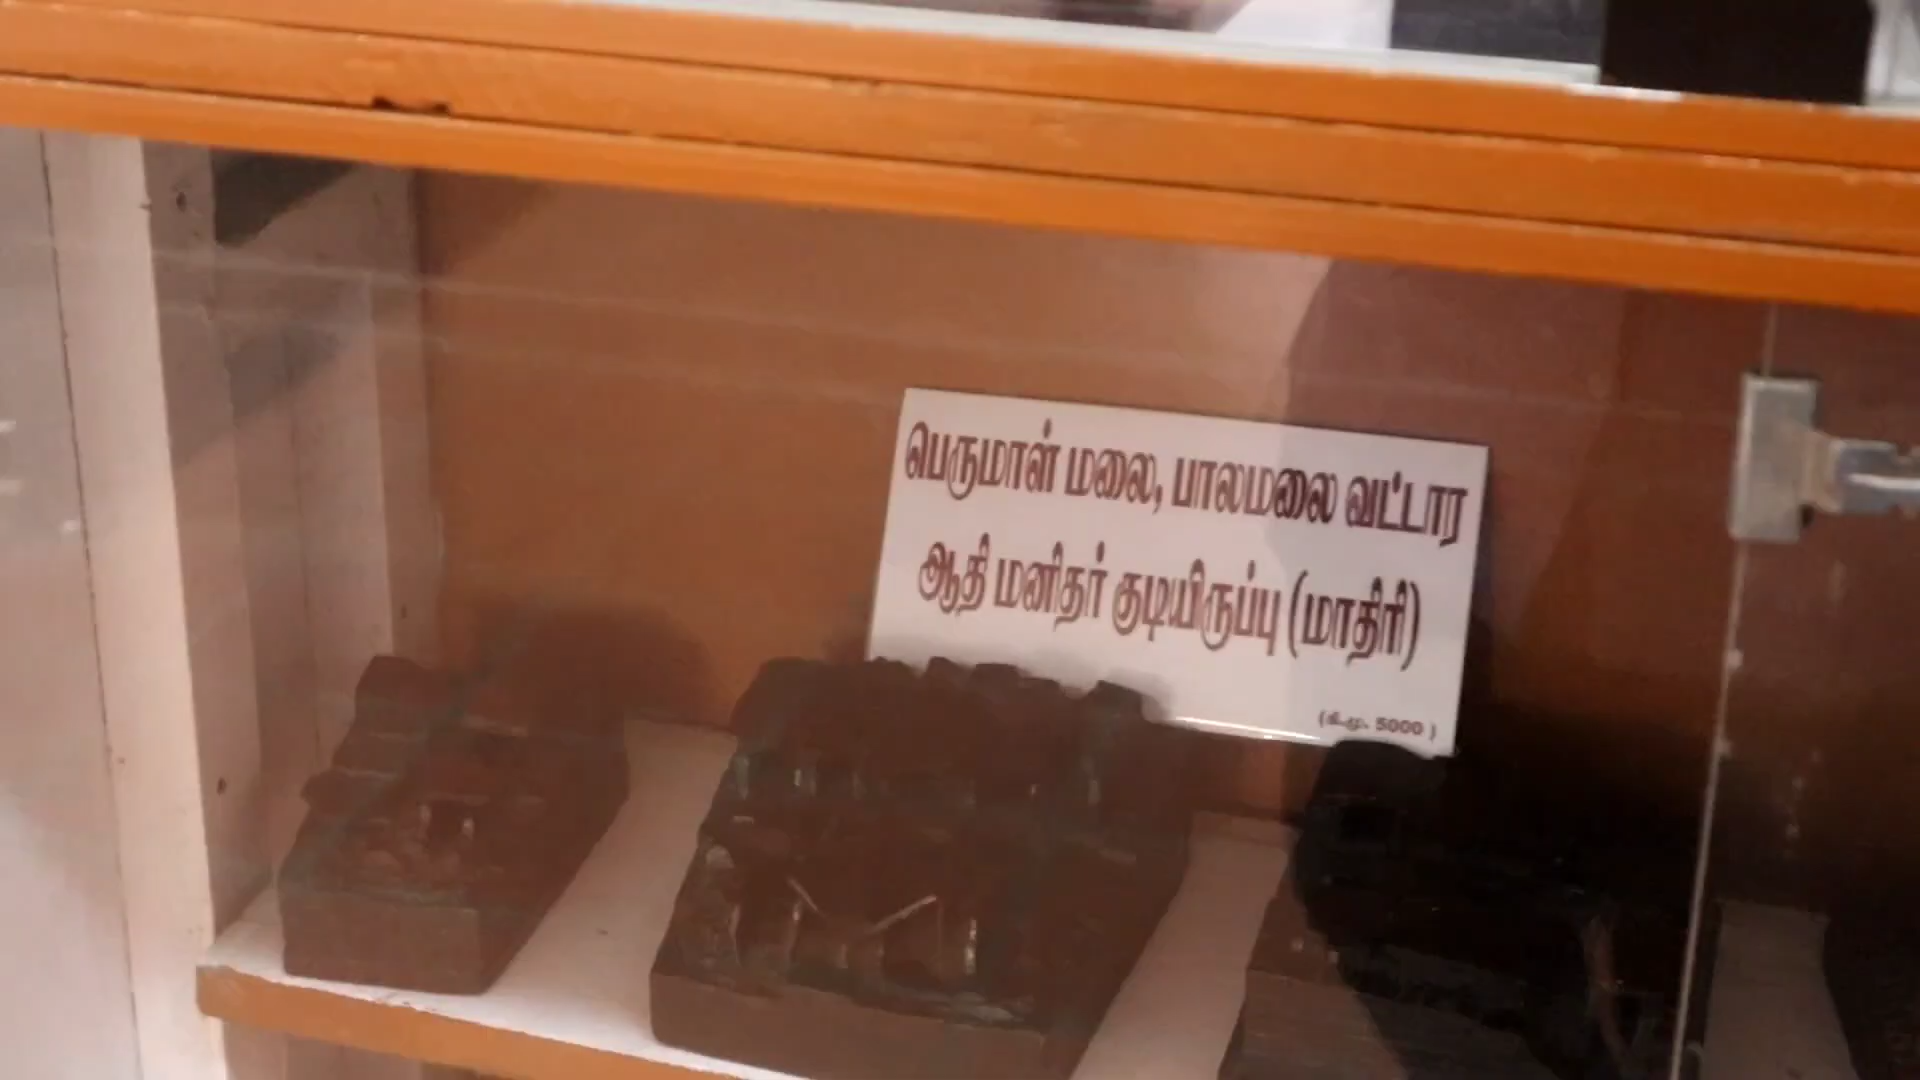 பெருமாள் மலை, பாலமலை வட்டார
ஆதி மனிதர் குடியிருப்பு (மாதிரி)
(கி.மு. 5000 )